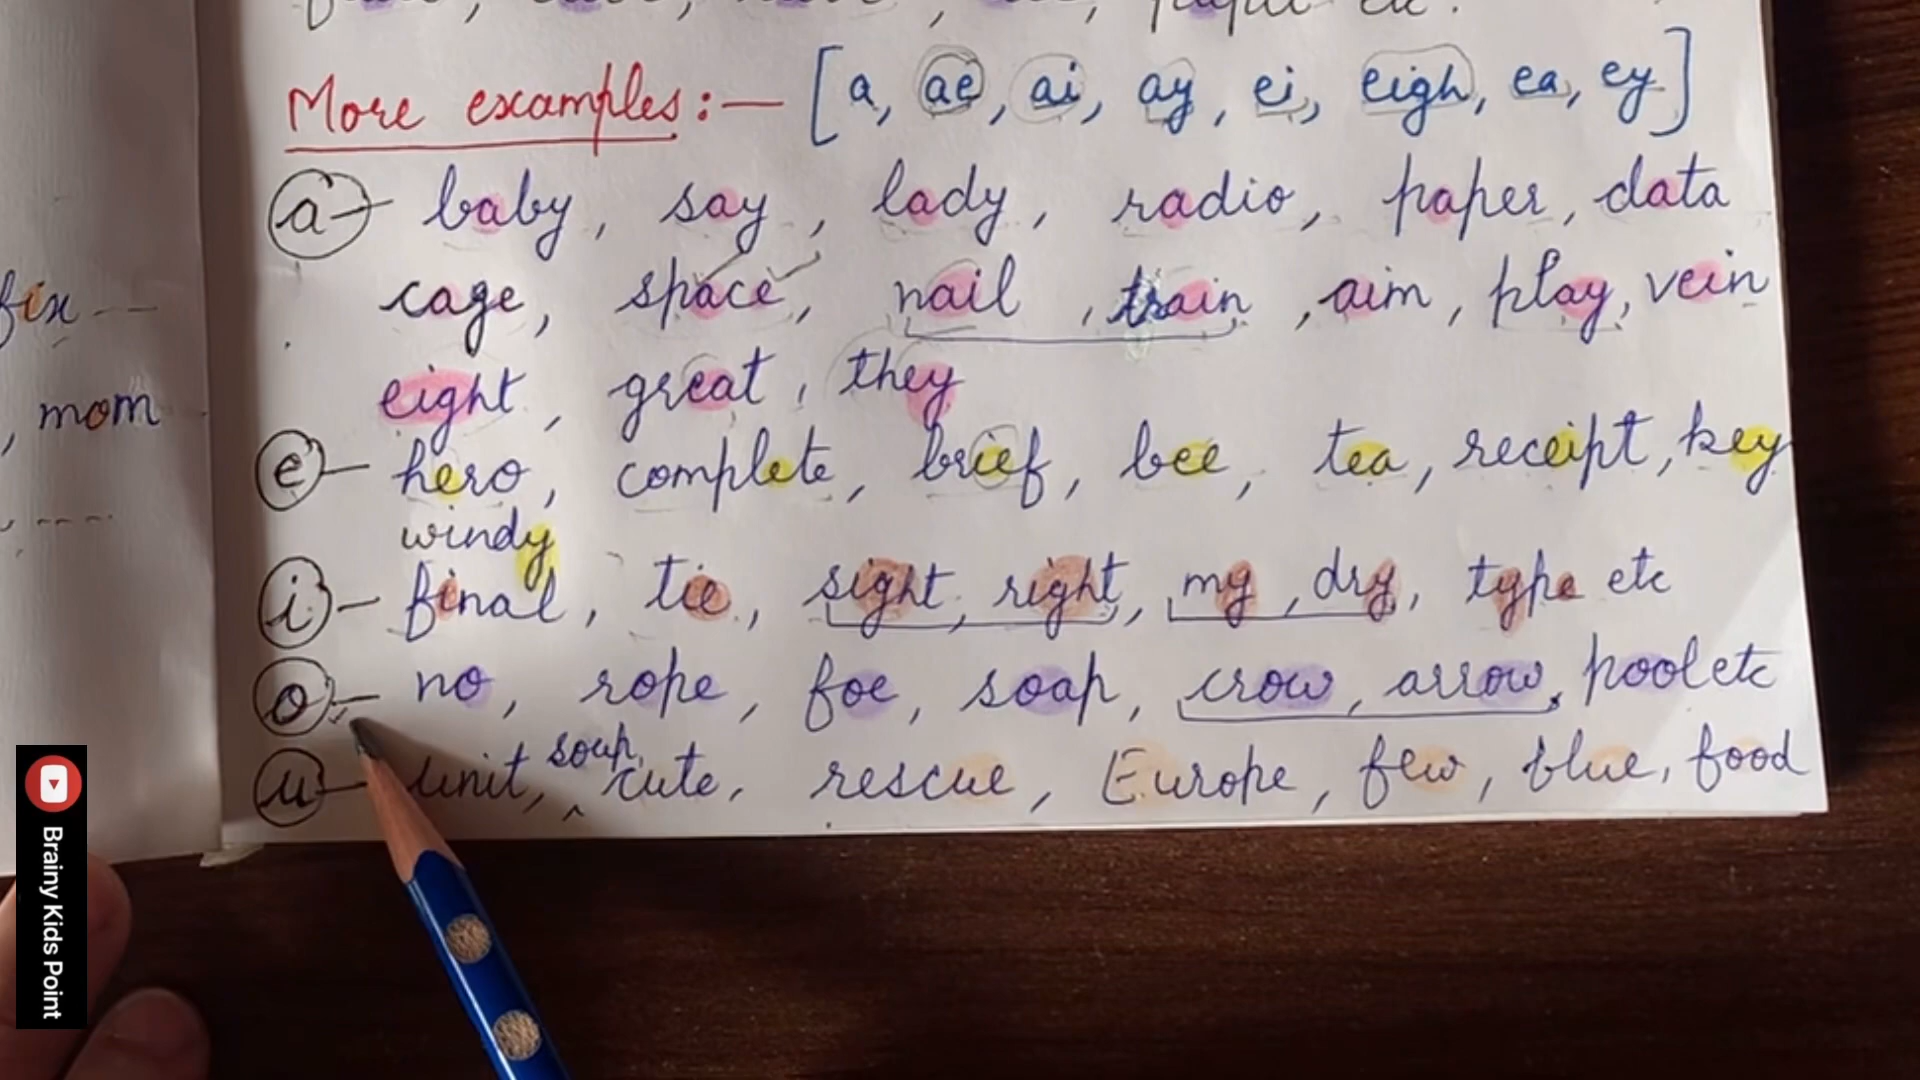 More examples:— [a, ae, ai, ay, ei, eigh, ea, ey]
a— baby, say, lady, radio, paper, data
cage, space, nail, train, aim, play, vein
eight, great, they
e— hero, complete, brief, bee, tea, receipt, key
windy
i— final, tie, sight, right, my, dry, type etc
o— no, rope, foe, soap, crow, arrow, pool etc
u— unit, soup, cute, rescue, Europe, few, blue, food
fix —
, mom
Brainy Kids Point